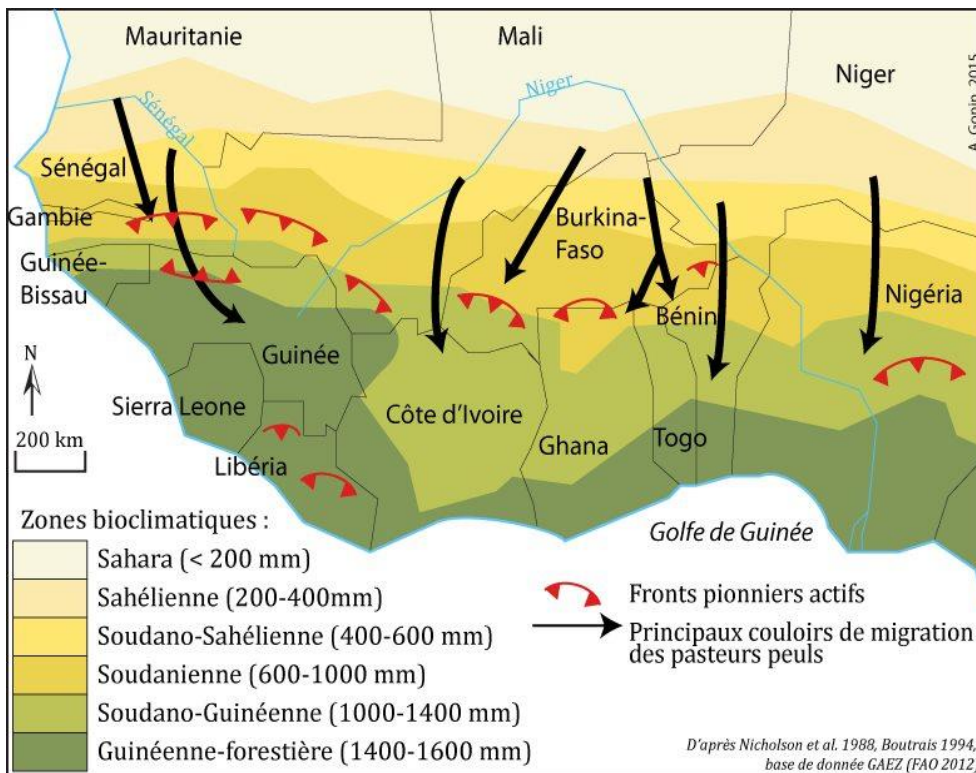 Mauritanie
Mali
Niger
A. Gonin, 2015
Niger
Sénégal
Sénégal
Gambie
Burkina-
Faso
Guinée-
Bissau
Nigéria
Bénin
Guinée
N
200 km
Sierra Leone
Côte d'Ivoire
Ghana
Togo
Libéria
Golfe de Guinée
Zones bioclimatiques :
Sahara (< 200 mm)
Sahélienne (200-400mm)
Soudano-Sahélienne (400-600 mm)
Soudanienne (600-1000 mm)
Soudano-Guinéenne (1000-1400 mm)
Guinéenne-forestière (1400-1600 mm)
Fronts pionniers actifs
Principaux couloirs de migration
des pasteurs peuls
D'après Nicholson et al. 1988, Boutrais 1994,
base de donnée GAEZ (FAO 2012)